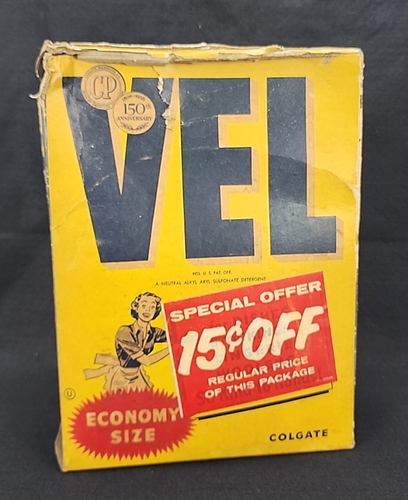 VEL
CP
150TH
ANNIVERSARY
REG. U. S. PAT. OFF.
A NEUTRAL ALKYL ARYL SULFONATE DETERGENT
SPECIAL OFFER
15¢ OFF
REGULAR PRICE
OF THIS PACKAGE
U
ECONOMY
SIZE
COLGATE